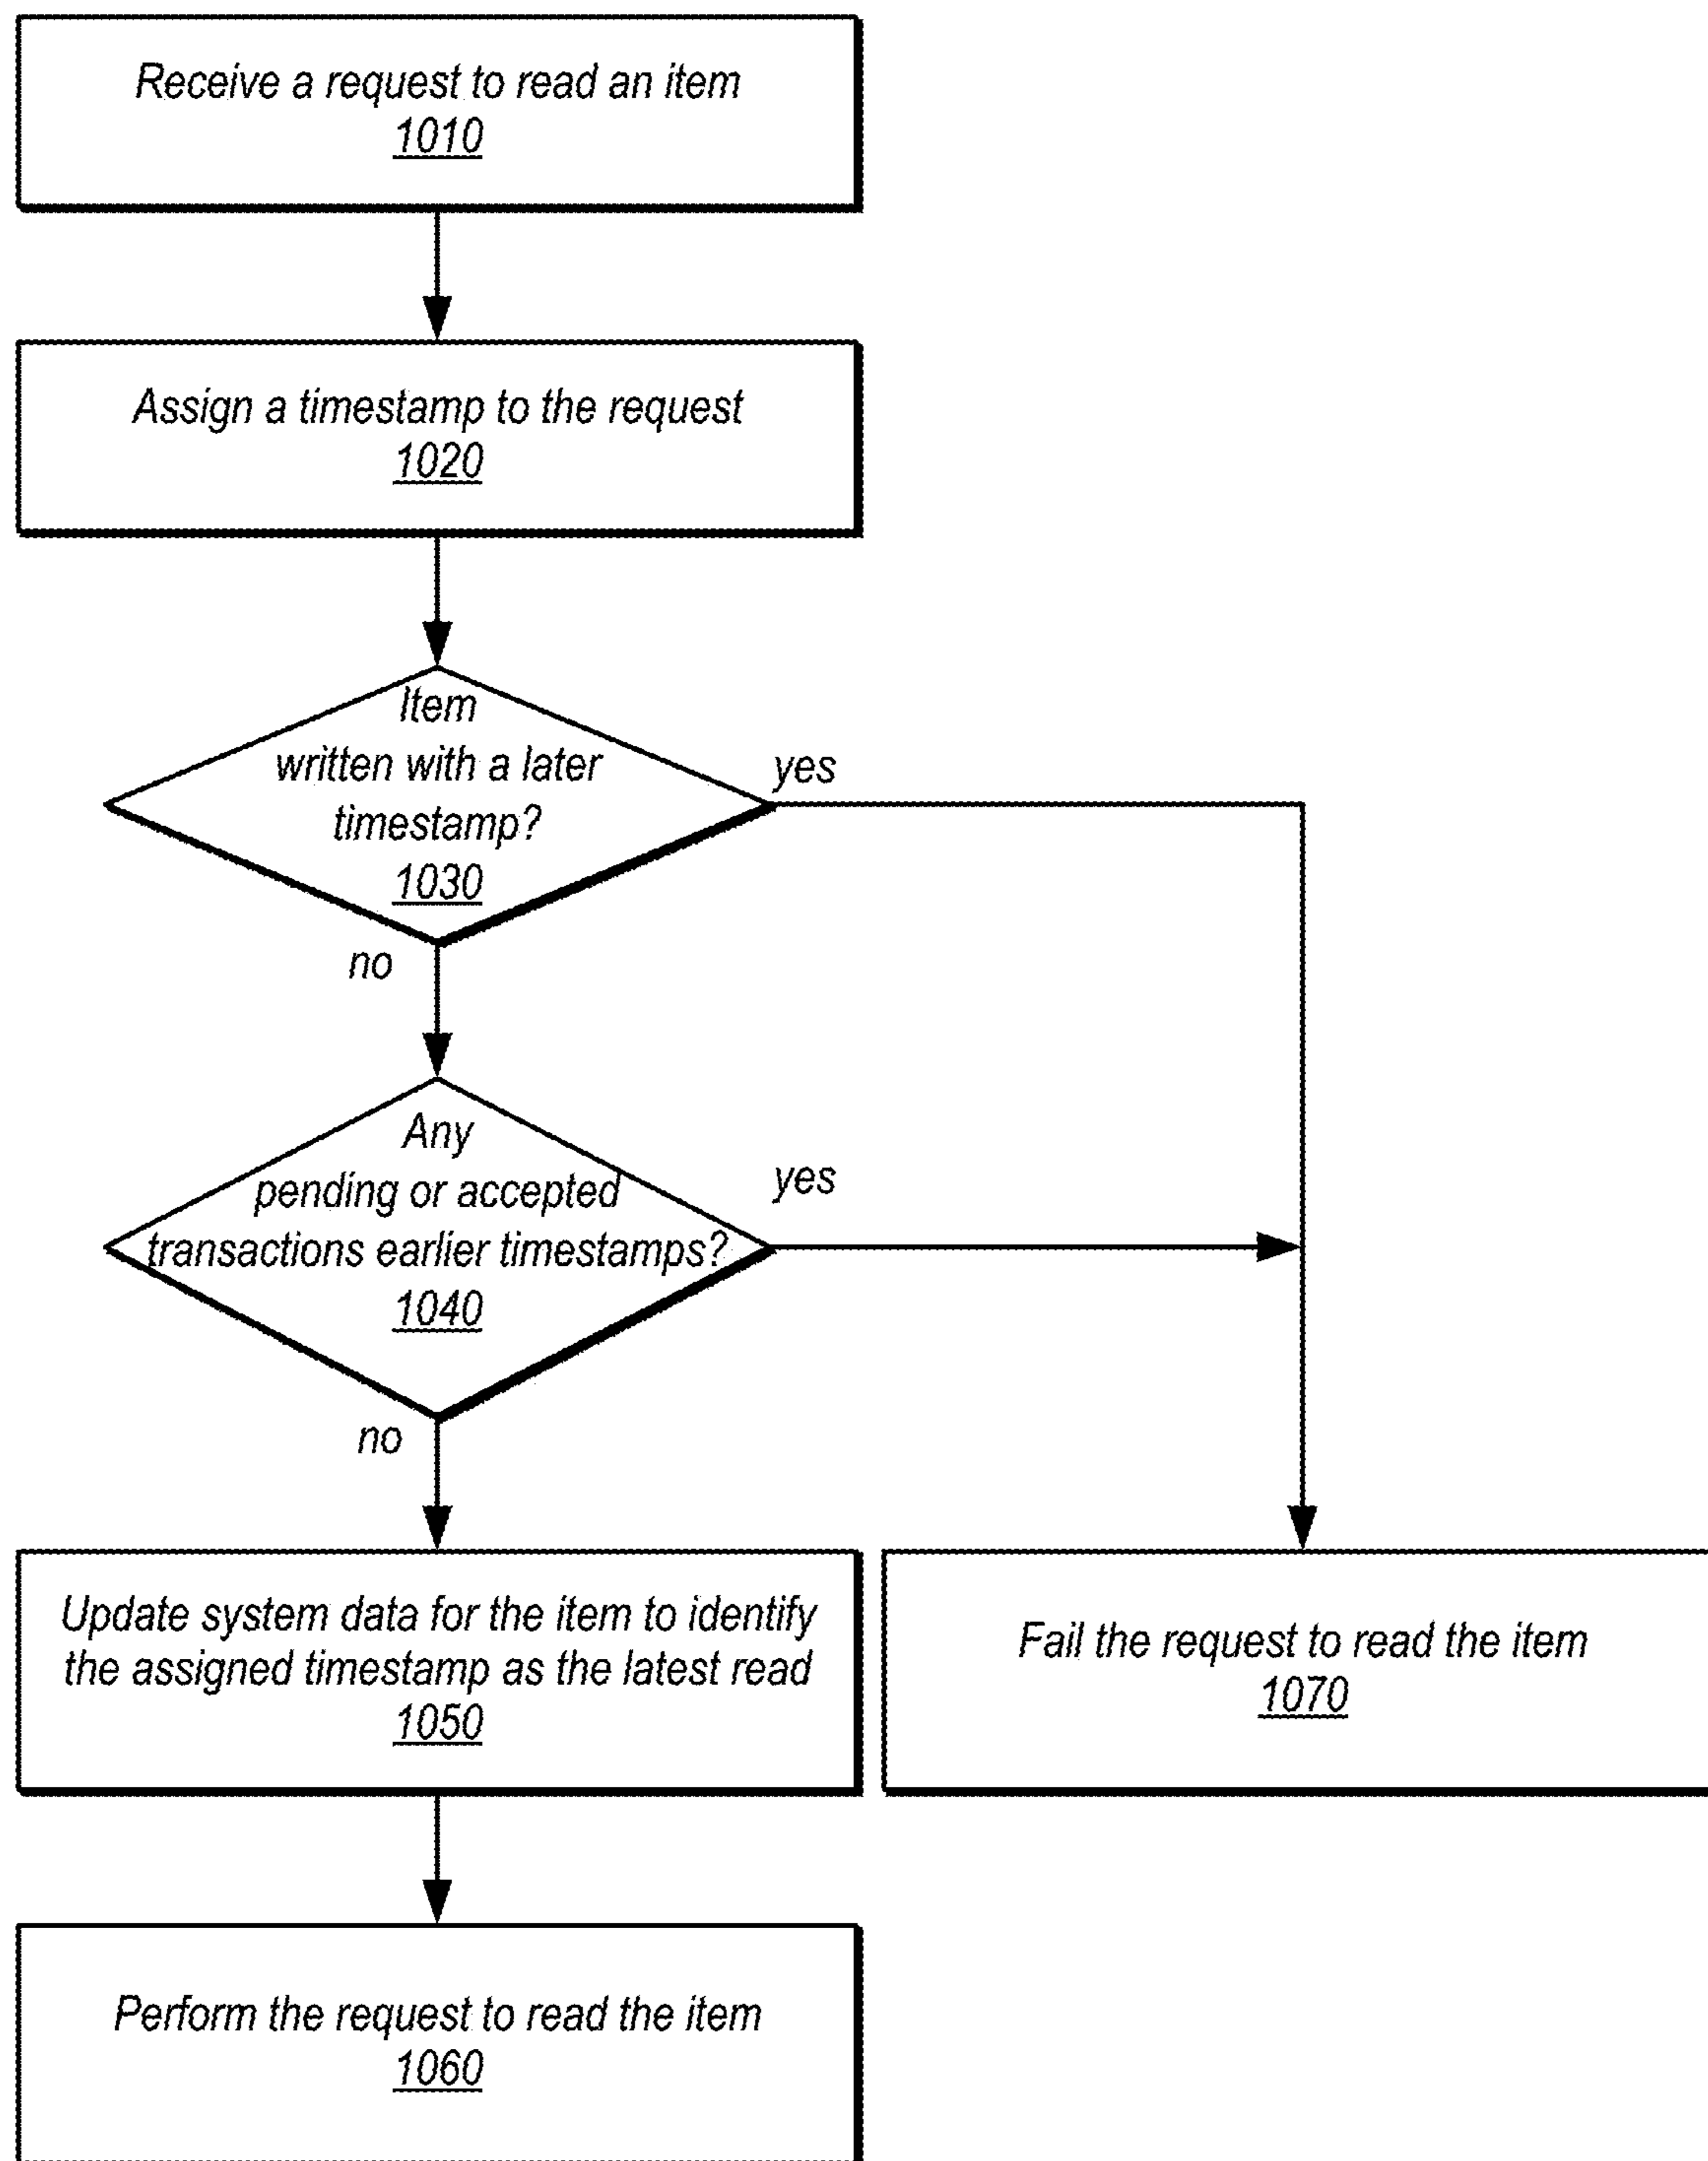 Receive a request to read an item
1010
Assign a timestamp to the request
1020
Item
written with a later
timestamp?
1030
yes
no
Any
pending or accepted
transactions earlier timestamps?
1040
yes
no
Update system data for the item to identify
the assigned timestamp as the latest read
1050
Fail the request to read the item
1070
Perform the request to read the item
1060